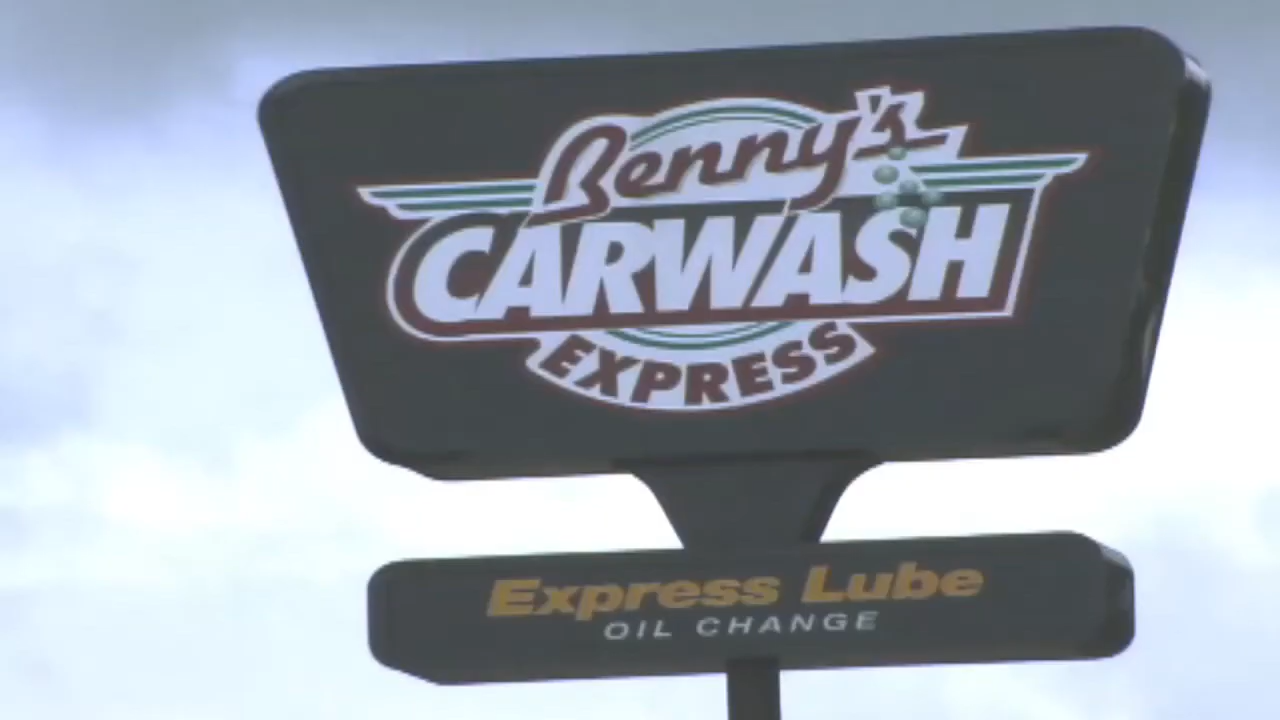 Benny's
CARWASH
EXPRESS
Express Lube
OIL CHANGE